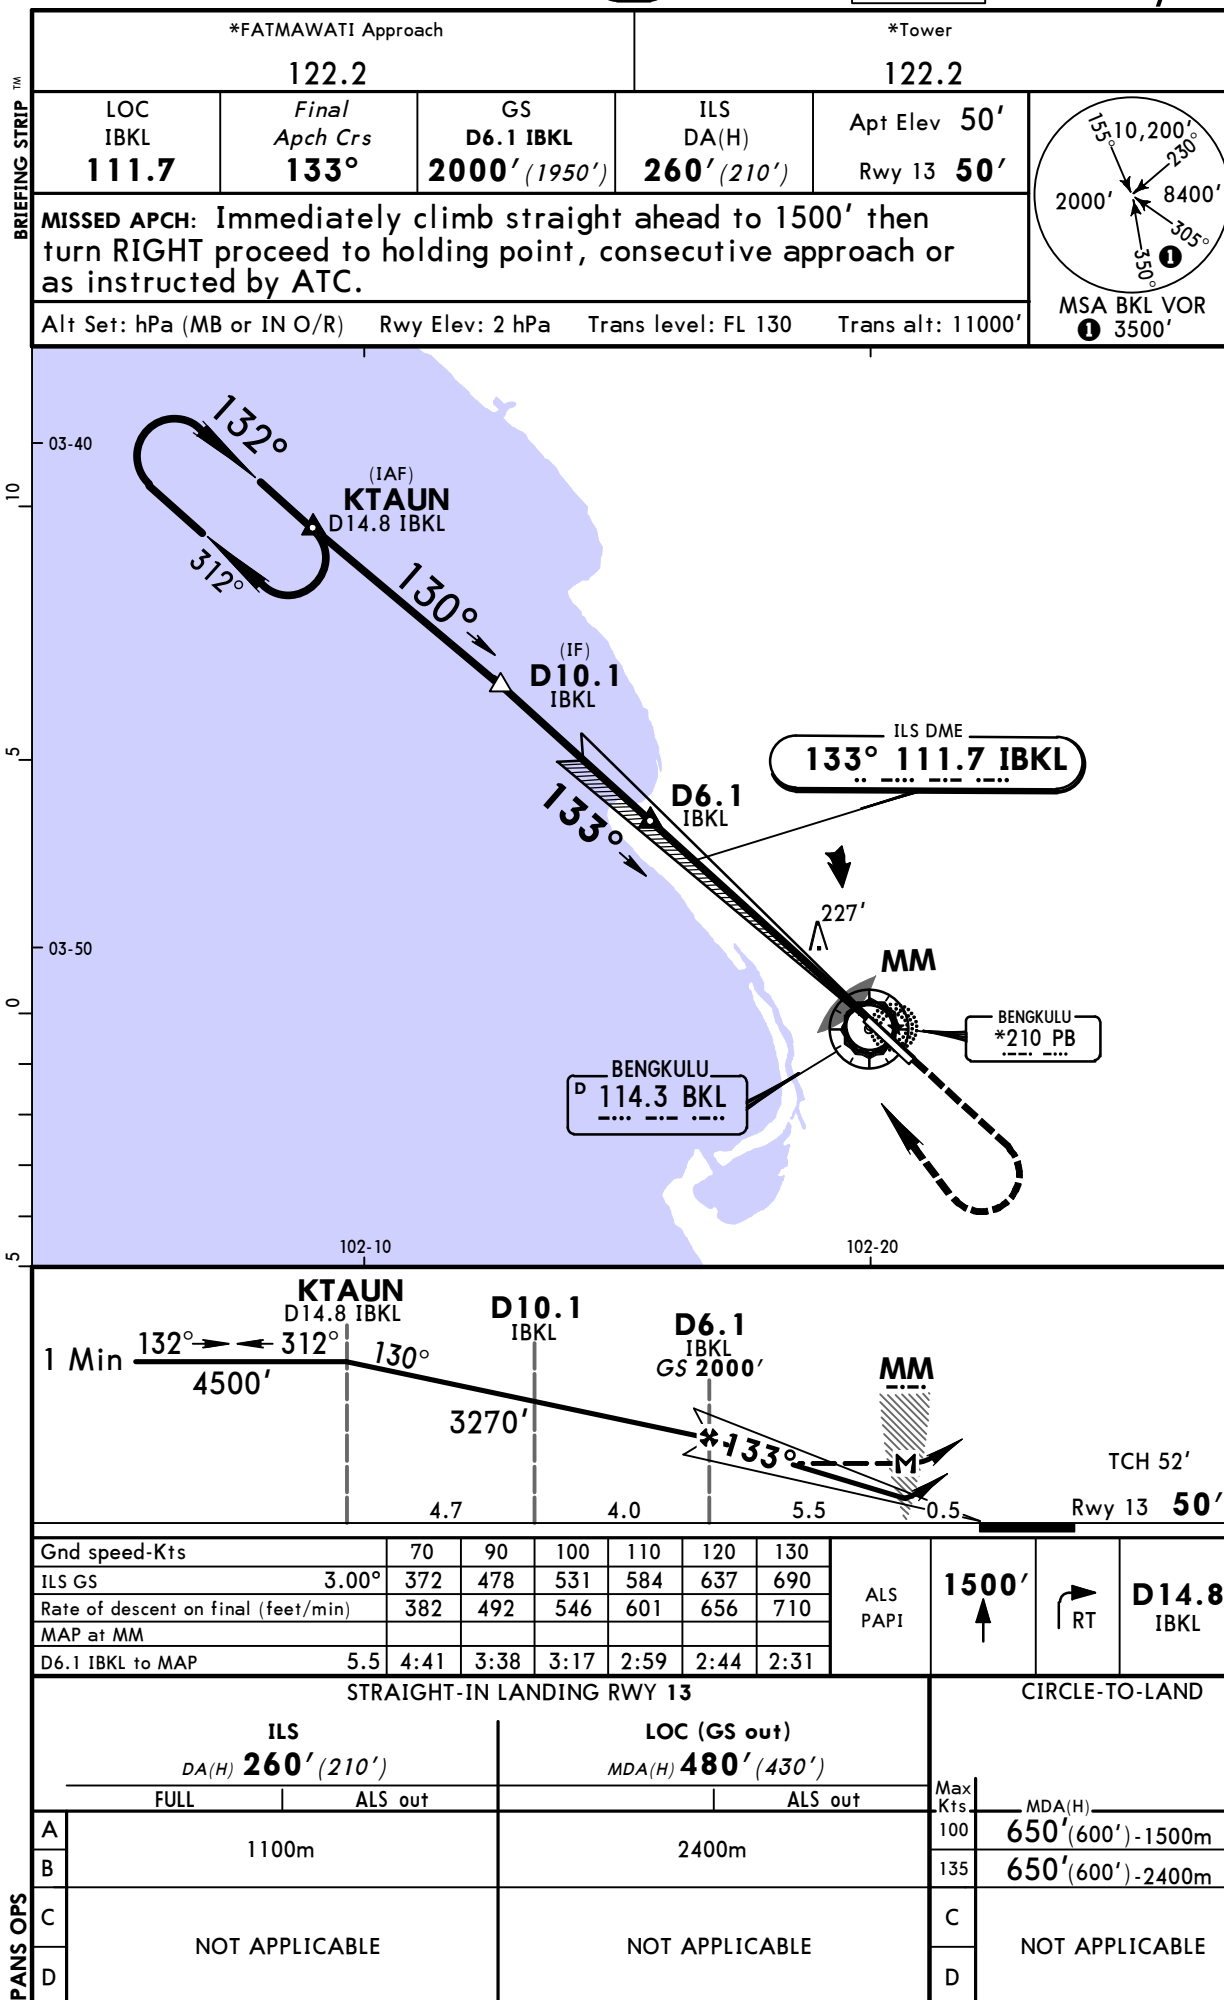 *FATMAWATI Approach
122.2
*Tower
122.2
BRIEFING STRIP TM
LOC
IBKL
111.7
Final
Apch Crs
133°
GS
D6.1 IBKL
2000' (1950')
ILS
DA(H)
260' (210')
Apt Elev 50'
Rwy 13 50'
MISSED APCH: Immediately climb straight ahead to 1500' then
turn RIGHT proceed to holding point, consecutive approach or
as instructed by ATC.
Alt Set: hPa (MB or IN O/R) Rwy Elev: 2 hPa Trans level: FL 130 Trans alt: 11000'
155°
10,200'
230°
2000'
8400'
305°
1
350°
MSA BKL VOR
1 3500'
03-40
132°
(IAF)
KTAUN
D14.8 IBKL
10
312°
130°
(IF)
D10.1
IBKL
5
ILS DME
133° 111.7 IBKL
133°
D6.1
IBKL
227'
03-50
MM
0
BENGKULU
*210 PB
BENGKULU
D 114.3 BKL
5
102-10
102-20
KTAUN
D14.8 IBKL
D10.1
IBKL
D6.1
IBKL
GS 2000'
MM
1 Min
132°
312°
130°
4500'
3270'
133°
M
TCH 52'
4.7
4.0
5.5
0.5
Rwy 13 50'
Gnd speed-Kts 70 90 100 110 120 130
ILS GS 3.00° 372 478 531 584 637 690
Rate of descent on final (feet/min) 382 492 546 601 656 710
MAP at MM
D6.1 IBKL to MAP 5.5 4:41 3:38 3:17 2:59 2:44 2:31
ALS
PAPI
1500'
RT
D14.8
IBKL
STRAIGHT-IN LANDING RWY 13
CIRCLE-TO-LAND
ILS
DA(H) 260' (210')
LOC (GS out)
MDA(H) 480' (430')
FULL
ALS out
ALS out
Max
Kts
MDA(H)
A
B
1100m
2400m
100
650' (600') -1500m
135
650' (600') -2400m
C
D
NOT APPLICABLE
NOT APPLICABLE
C
D
NOT APPLICABLE
PANS OPS